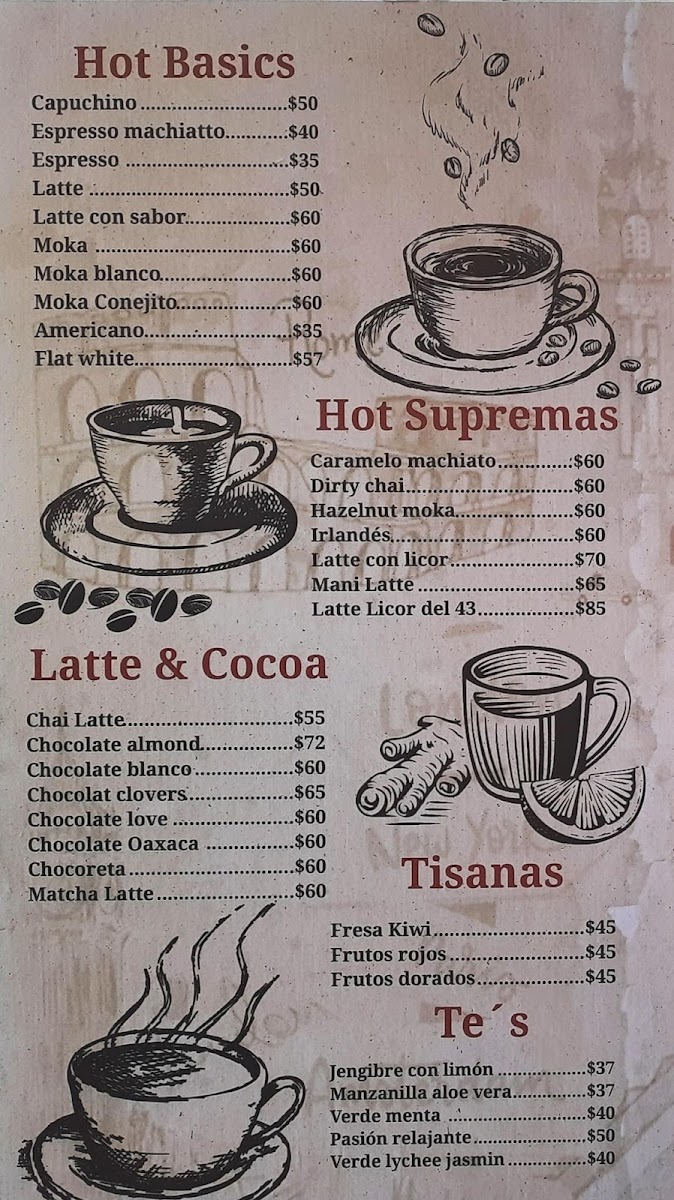 Hot Basics
Capuchino ..........................$50
Espresso machiatto...........$40
Espresso .............................$35
Latte .........................................$50
Latte con sabor...................$60
Moka ........................................$60
Moka blanco........................$60
Moka Conejito.....................$60
Americano..........................$35
Flat white............................$57
Hot Supremas
Caramelo machiato.............$60
Dirty chai..............................$60
Hazelnut moka.....................$60
Irlandés.................................$60
Latte con licor......................$70
Mani Latte ............................$65
Latte Licor del 43.................$85
Latte & Cocoa
Chai Latte..............................$55
Chocolate almond................$72
Chocolate blanco .................$60
Chocolat clovers...................$65
Chocolate love .....................$60
Chocolate Oaxaca ...............$60
Chocoreta .............................$60
Matcha Latte ........................$60
Tisanas
Fresa Kiwi...........................$45
Frutos rojos ........................$45
Frutos dorados...................$45
Te´s
Jengibre con limón ...............$37
Manzanilla aloe vera.............$37
Verde menta .........................$40
Pasión relajante.....................$50
Verde lychee jasmin ..............$40